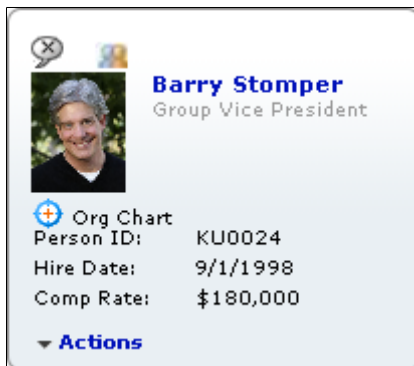 Barry Stomper
Group Vice President
Org Chart
Person ID: KU0024
Hire Date: 9/1/1998
Comp Rate: $180,000
Actions